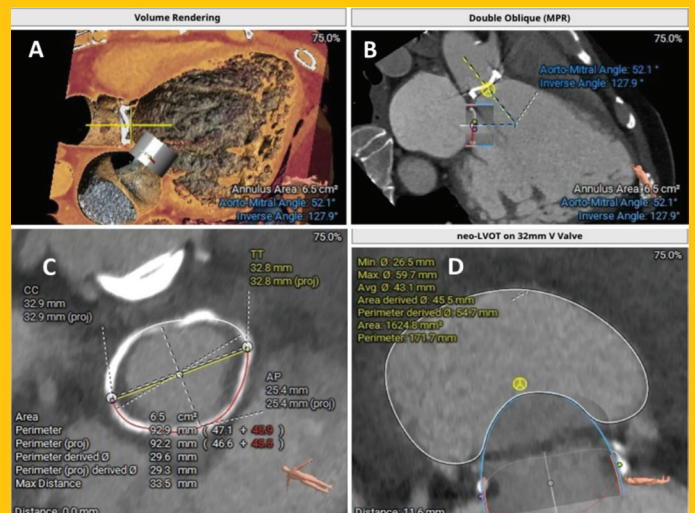 Volume Rendering
A
75.0%
Annulus Area: 6.5 cm²
Aorto-Mitral Angle: 52.1°
Inverse Angle: 127.9°
Double Oblique (MPR)
B
75.0%
Aorto-Mitral Angle: 52.1 °
Inverse Angle: 127.9 °
Annulus Area: 6.5 cm²
Aorto-Mitral Angle: 52.1°
Inverse Angle: 127.9°
C
75.0%
TT
32.8 mm
32.8 mm (proj)
CC
32.9 mm
32.9 mm (proj)
AP
25.4 mm
25.4 mm (proj)
Area 6.5 cm²
Perimeter 92.9 mm ( 47.1 + 45.9 )
Perimeter (proj) 92.2 mm ( 46.6 + 45.6 )
Perimeter derived Ø 29.6 mm
Perimeter (proj) derived Ø 29.3 mm
Max Distance 33.5 mm
Distance: 0.0 mm
neo-LVOT on 32mm V Valve
D
75.0%
Min. Ø: 26.5 mm
Max. Ø: 59.7 mm
Avg. Ø: 43.1 mm
Area derived Ø: 45.5 mm
Perimeter derived Ø: 54.7 mm
Area: 1624.8 mm²
Perimeter: 171.7 mm
Distance: 11.6 mm